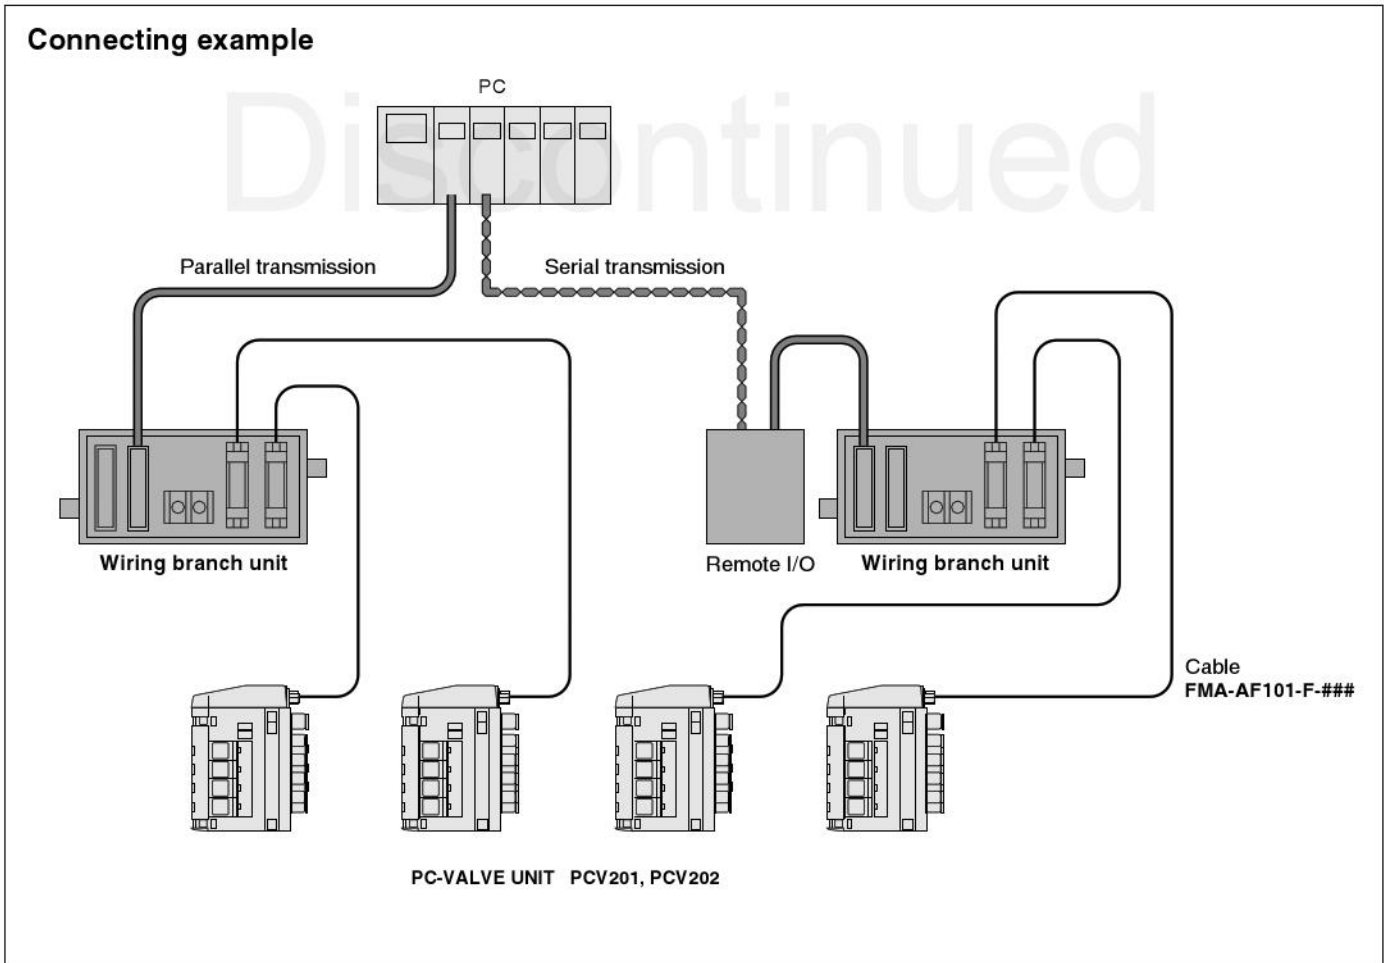 Connecting example
Discontinued
PC
Parallel transmission
Serial transmission
Wiring branch unit
Remote I/O
Wiring branch unit
Cable
FMA-AF101-F-###
PC-VALVE UNIT PCV201, PCV202